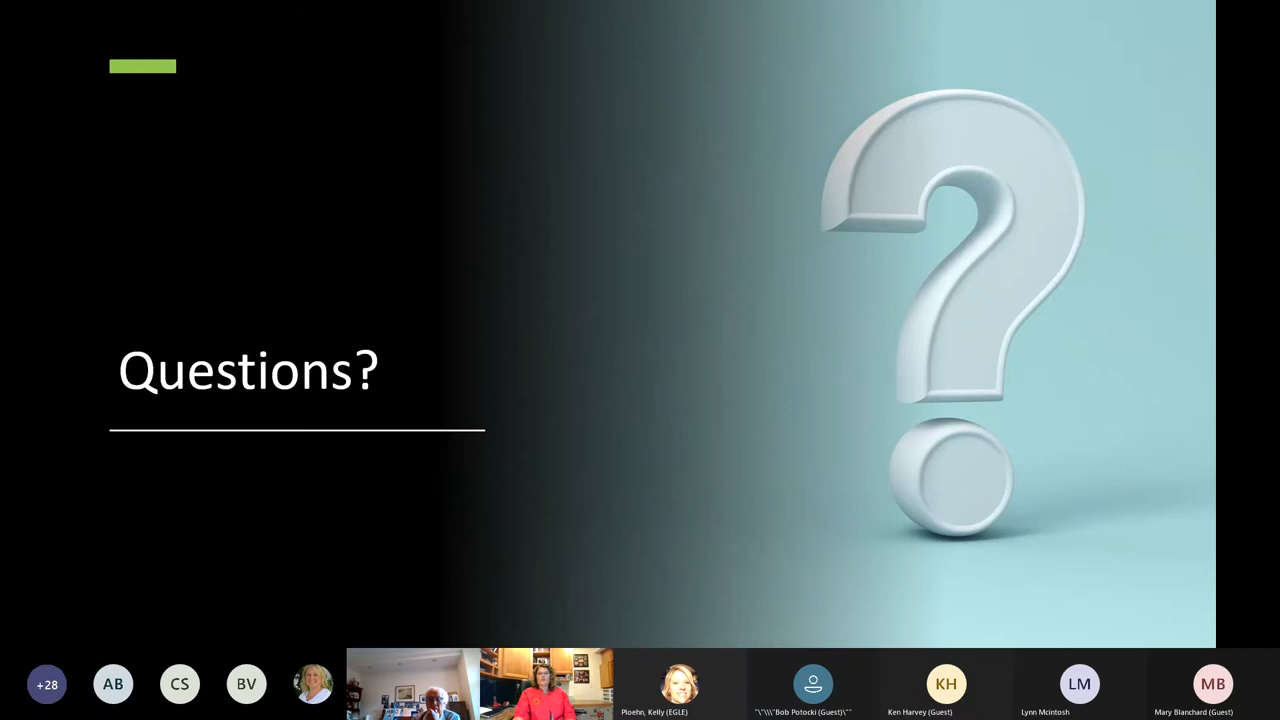 Questions?
+28
AB
CS
BV
Ploehn, Kelly (EGLE)
"\"\\\"Bob Potocki (Guest)\""
KH
Ken Harvey (Guest)
LM
Lynn Mcintosh
MB
Mary Blanchard (Guest)